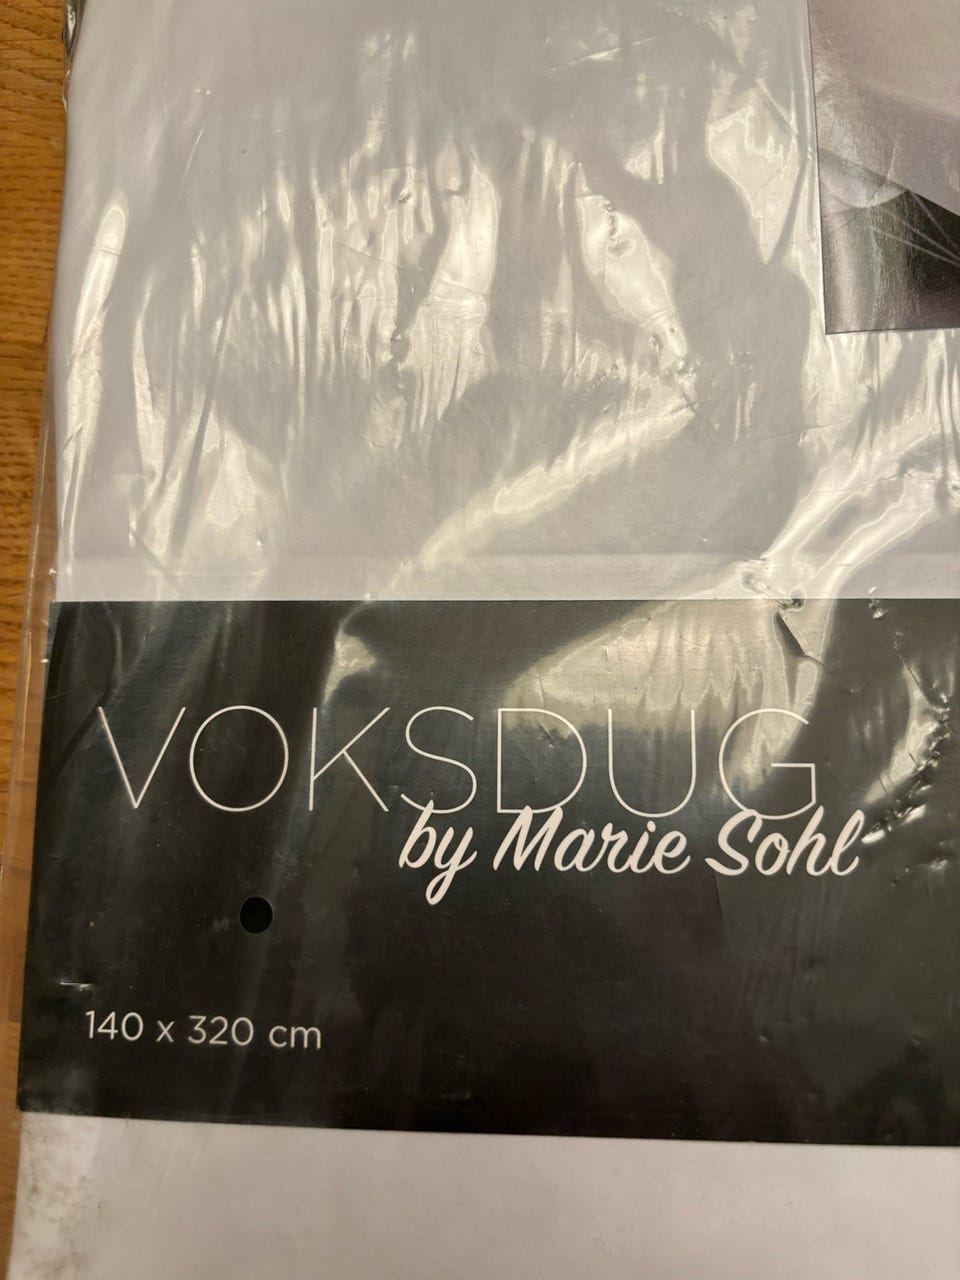 VOKSDUG
by Marie Sohl
140 x 320 cm